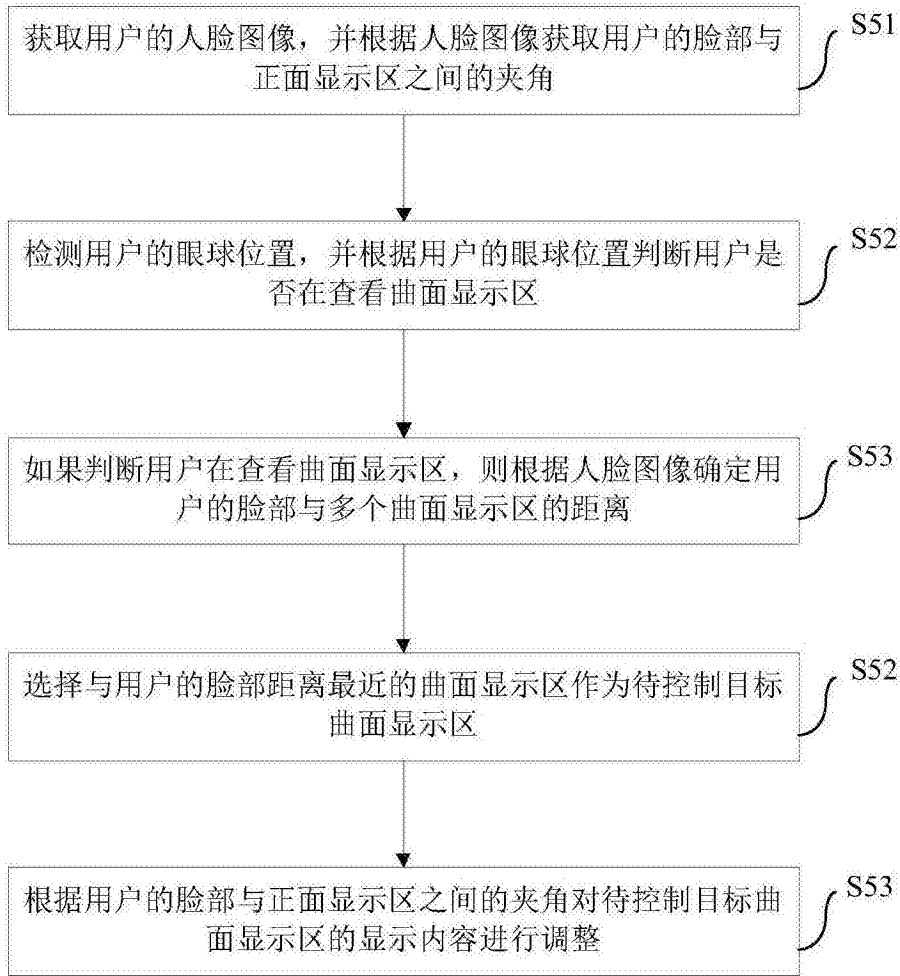 获取用户的人脸图像，并根据人脸图像获取用户的脸部与
正面显示区之间的夹角
S51
检测用户的眼球位置，并根据用户的眼球位置判断用户是
否在查看曲面显示区
S52
如果判断用户在查看曲面显示区，则根据人脸图像确定用
户的脸部与多个曲面显示区的距离
S53
选择与用户的脸部距离最近的曲面显示区作为待控制目标
曲面显示区
S52
根据用户的脸部与正面显示区之间的夹角对待控制目标曲
面显示区的显示内容进行调整
S53